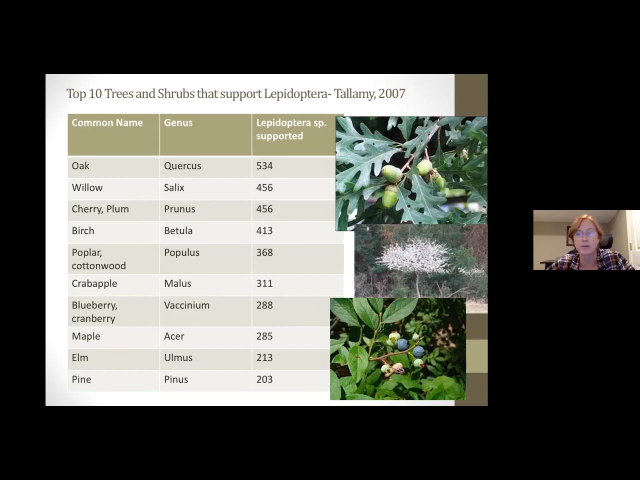 Top 10 Trees and Shrubs that support Lepidoptera- Tallamy, 2007
Common Name Genus Lepidoptera sp.
supported
Oak Quercus 534
Willow Salix 456
Cherry, Plum Prunus 456
Birch Betula 413
Poplar, Populus 368
cottonwood
Crabapple Malus 311
Blueberry, Vaccinium 288
cranberry
Maple Acer 285
Elm Ulmus 213
Pine Pinus 203